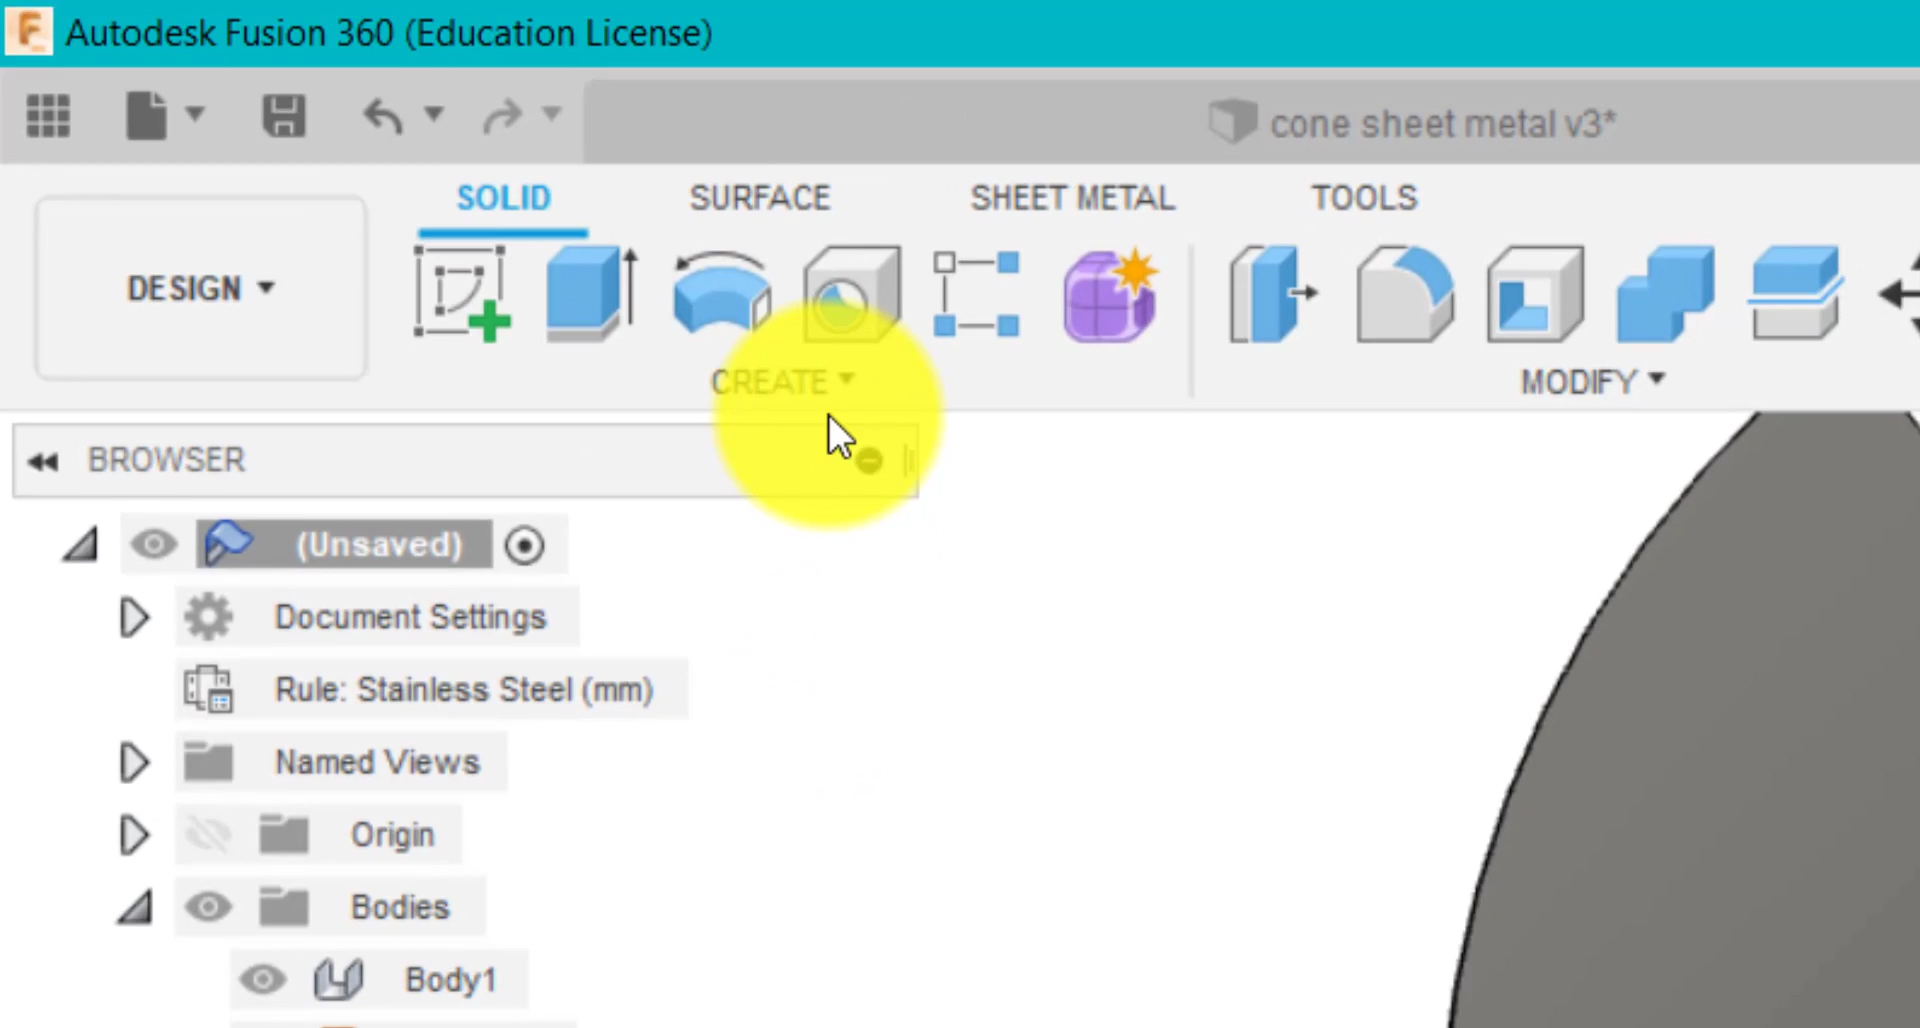 Autodesk Fusion 360 (Education License)
cone sheet metal v3*
SOLID SURFACE SHEET METAL TOOLS
DESIGN
CREATE MODIFY
BROWSER
(Unsaved)
Document Settings
Rule: Stainless Steel (mm)
Named Views
Origin
Bodies
Body1